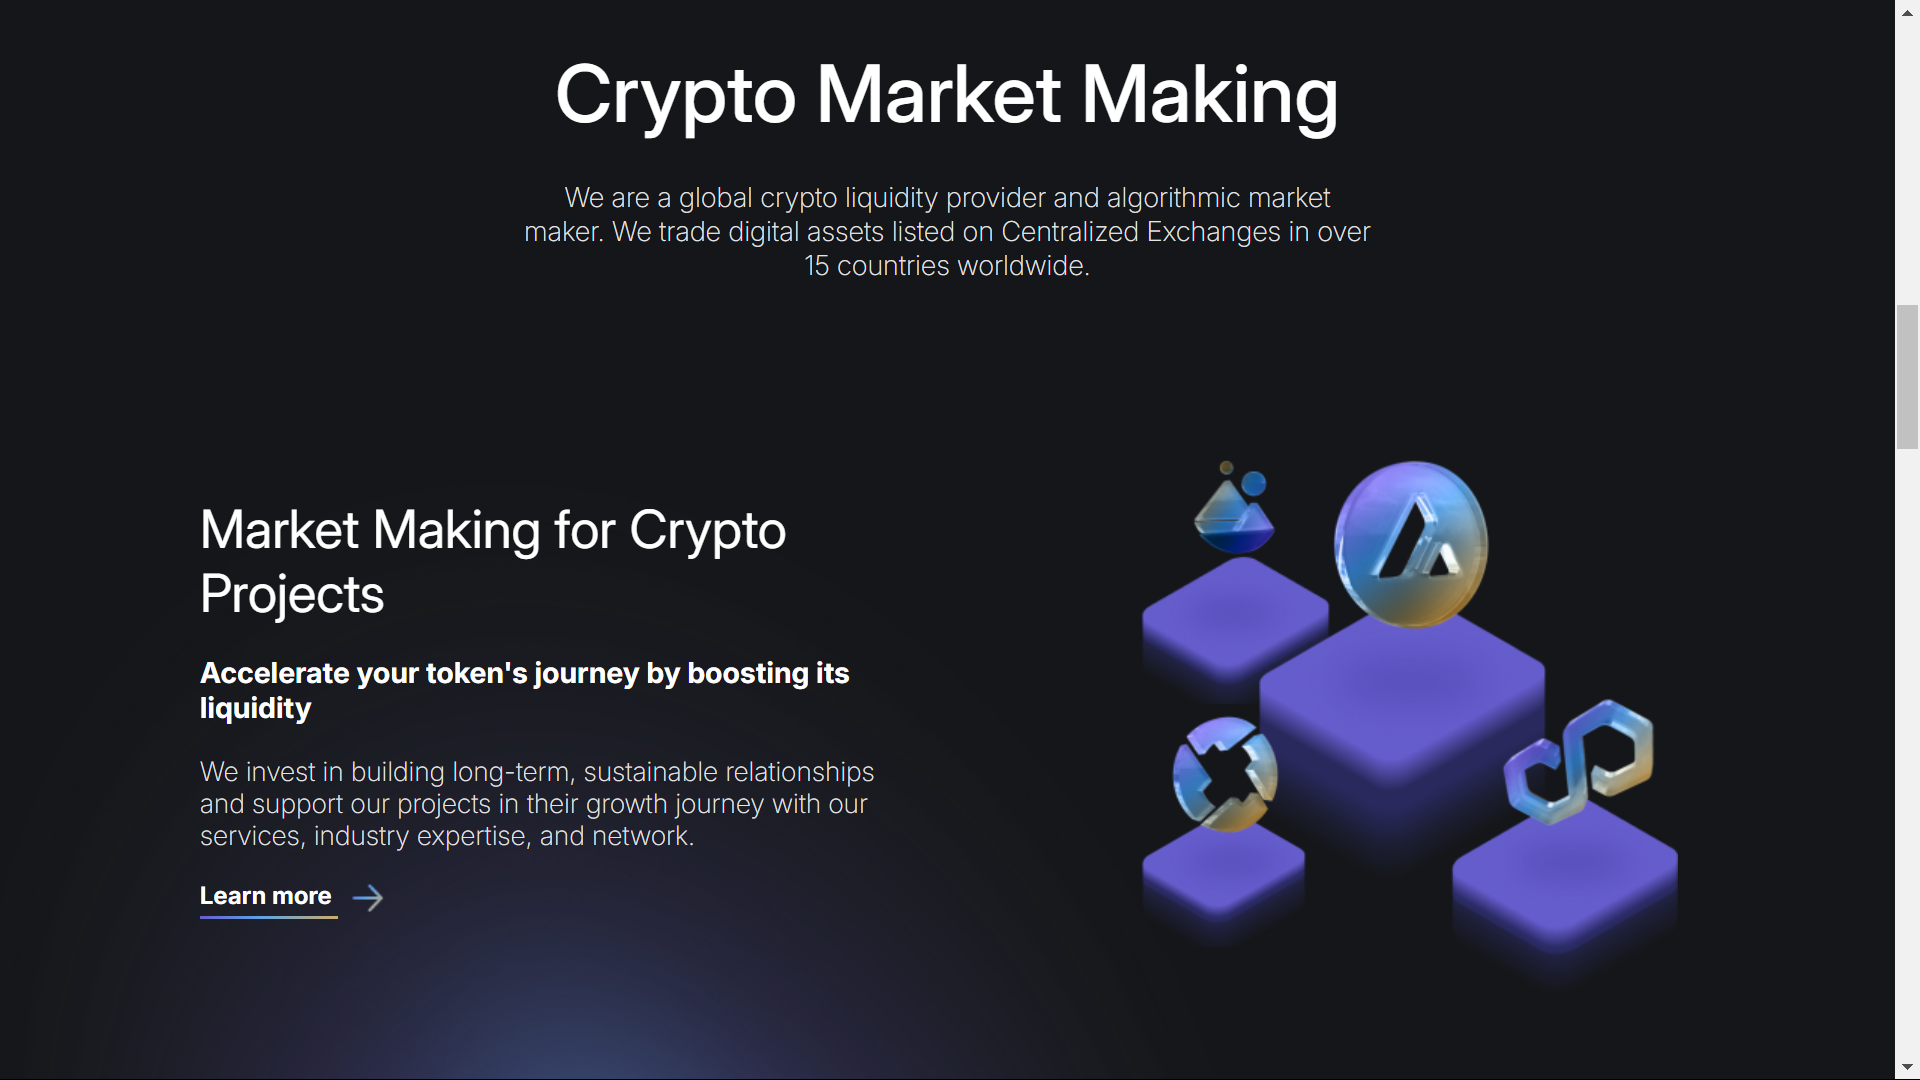 Crypto Market Making
We are a global crypto liquidity provider and algorithmic market
maker. We trade digital assets listed on Centralized Exchanges in over
15 countries worldwide.
Market Making for Crypto
Projects
Accelerate your token's journey by boosting its
liquidity
We invest in building long-term, sustainable relationships
and support our projects in their growth journey with our
services, industry expertise, and network.
Learn more